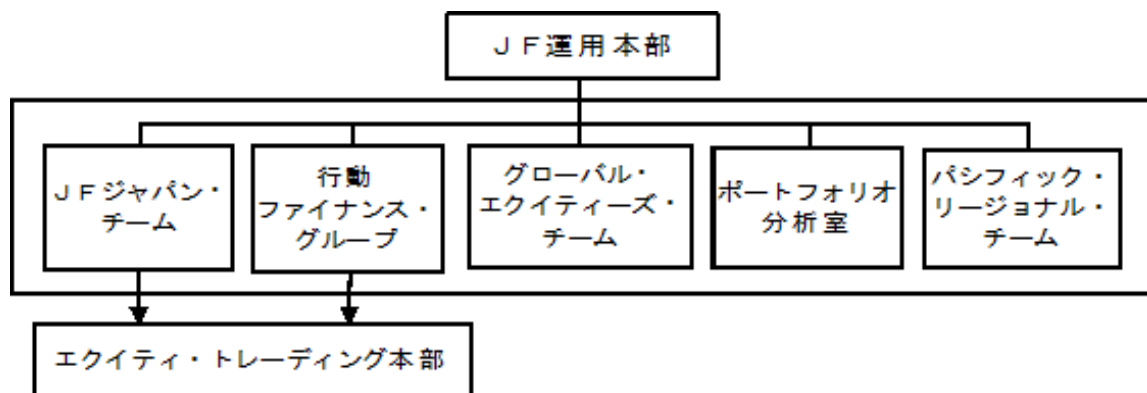 ＪＦ運用本部
ＪＦジャパン・
チーム
行動
ファイナンス・
グループ
グローバル・
エクイティーズ・
チーム
ポートフォリオ
分析室
パシフィック・
リージョナル・
チーム
エクイティ・トレーディング本部